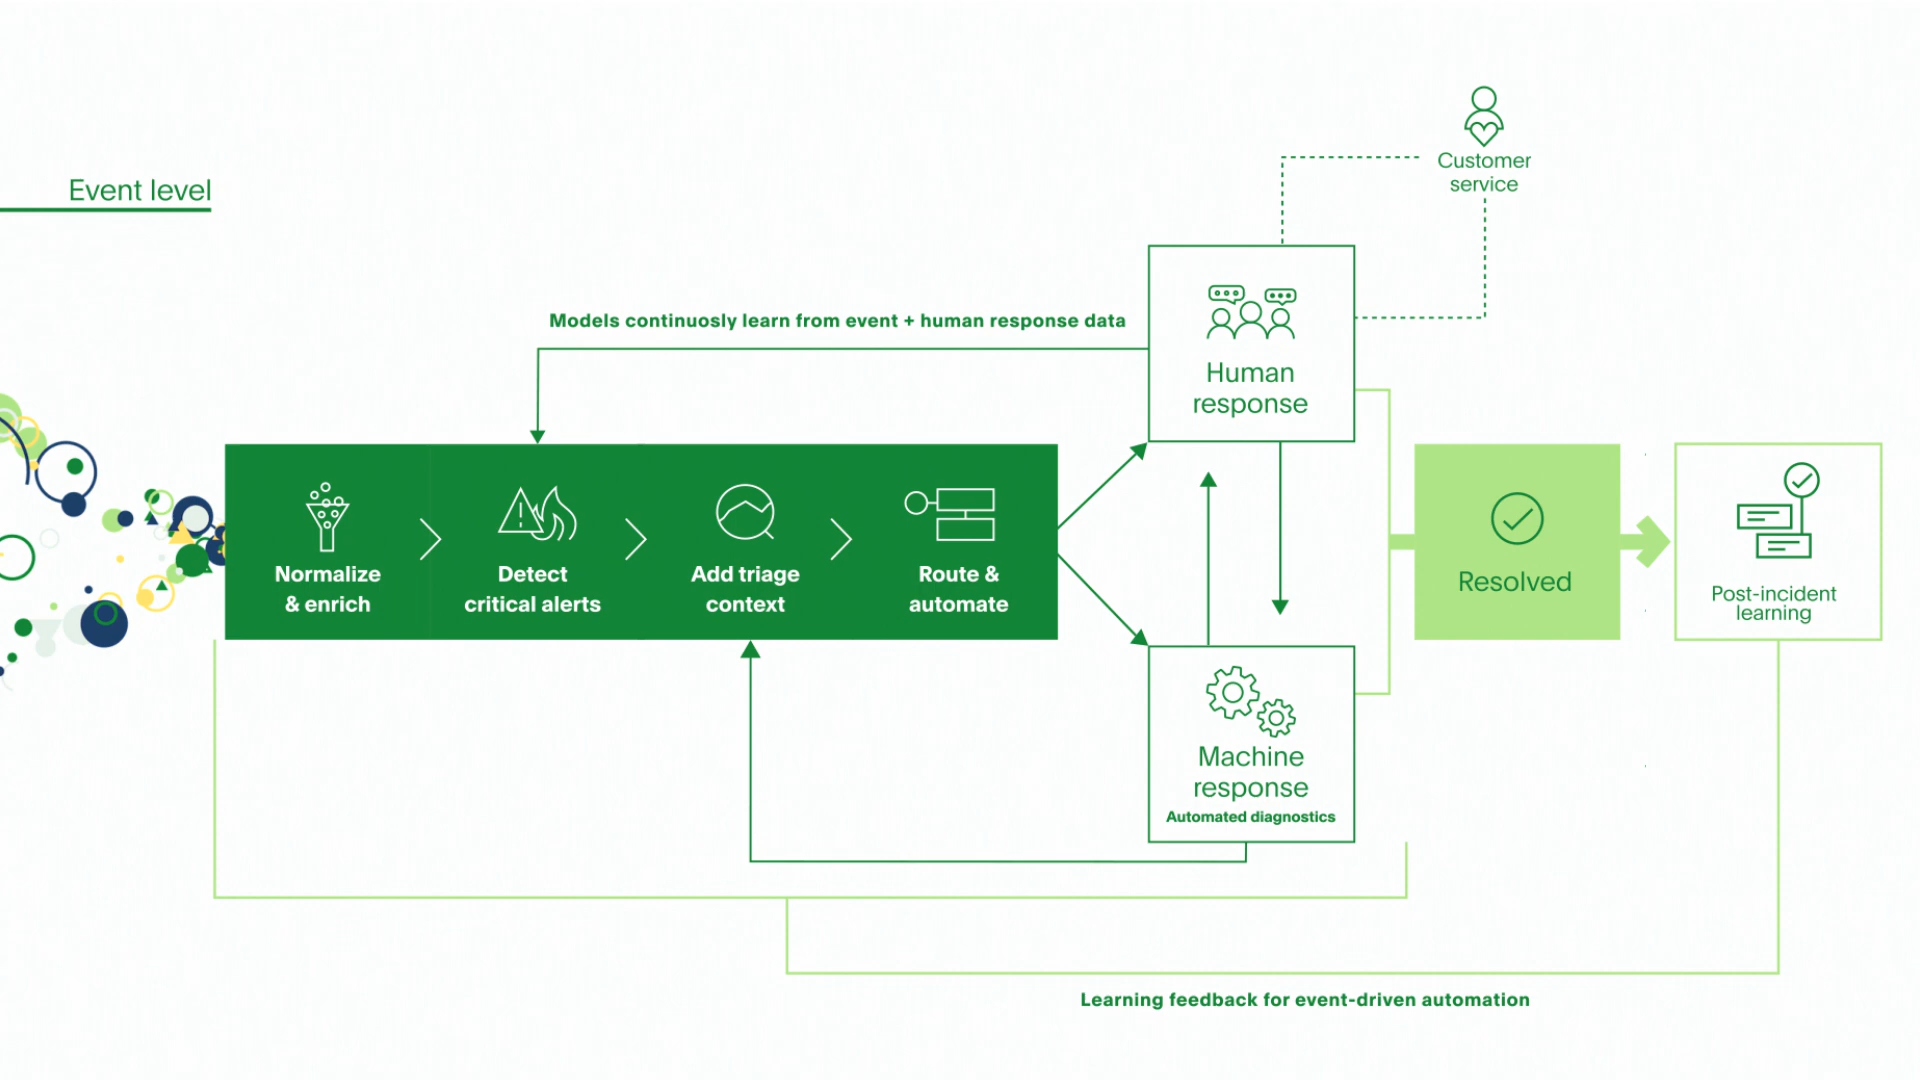 Event level
Customer
service
Models continuosly learn from event + human response data
Human
response
Normalize
& enrich
Detect
critical alerts
Add triage
context
Route &
automate
Resolved
Post-incident
learning
Machine
response
Automated diagnostics
Learning feedback for event-driven automation